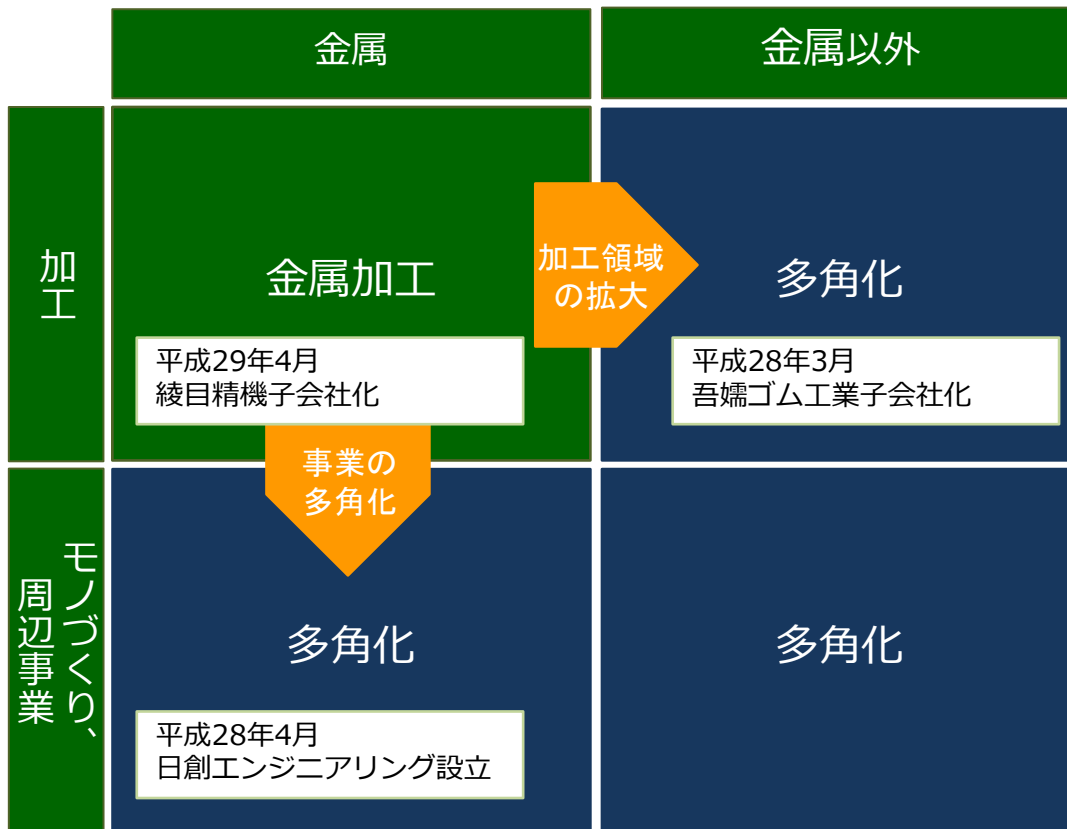 金属
金属以外
加工
金属加工
加工領域
の拡大
多角化
平成29年4月
綾目精機子会社化
平成28年3月
吾嬬ゴム工業子会社化
事業の
多角化
モノづくり、
周辺事業
多角化
多角化
平成28年4月
日創エンジニアリング設立